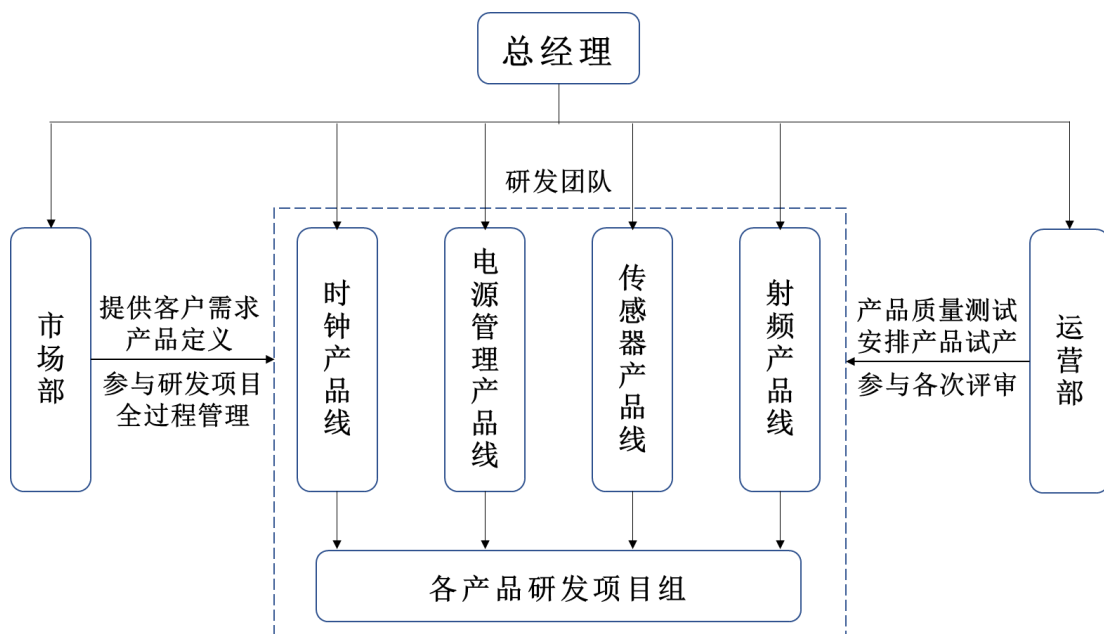 总经理
研发团队
市场部
提供客户需求
产品定义
参与研发项目
全过程管理
时钟产品线
电源管理产品线
传感器产品线
射频产品线
产品质量测试
安排产品试产
参与各次评审
运营部
各产品研发项目组